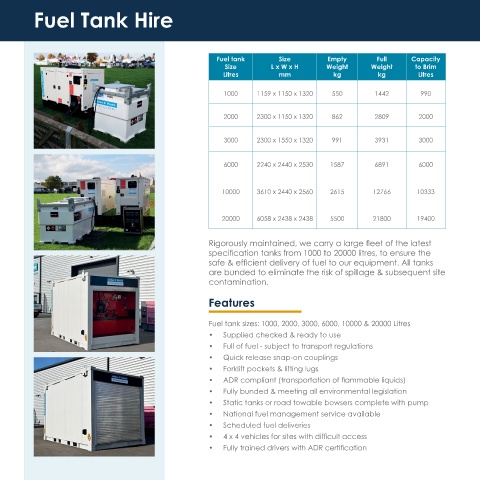 Fuel Tank Hire
Fuel tank Size Litres | Size L x W x H mm | Empty Weight kg | Full Weight kg | Capacity to Brim Litres
1000 1159 x 1150 x 1320 550 1442 990
2000 2300 x 1150 x 1320 862 2809 2000
3000 2300 x 1550 x 1320 991 3931 3000
6000 2240 x 2440 x 2530 1587 6891 6000
10000 3610 x 2440 x 2560 2615 12766 10333
20000 6058 x 2438 x 2438 5500 21800 19400
Rigorously maintained, we carry a large fleet of the latest
specification tanks from 1000 to 20000 litres, to ensure the
safe & efficient delivery of fuel to our equipment. All tanks
are bunded to eliminate the risk of spillage & subsequent site
contamination.
Features
Fuel tank sizes: 1000, 2000, 3000, 6000, 10000 & 20000 Litres
• Supplied checked & ready to use
• Full of fuel - subject to transport regulations
• Quick release snap-on couplings
• Forklift pockets & lifting lugs
• ADR compliant (transportation of flammable liquids)
• Fully bunded & meeting all environmental legislation
• Static tanks or road towable bowsers complete with pump
• National fuel management service available
• Scheduled fuel deliveries
• 4 x 4 vehicles for sites with difficult access
• Fully trained drivers with ADR certification